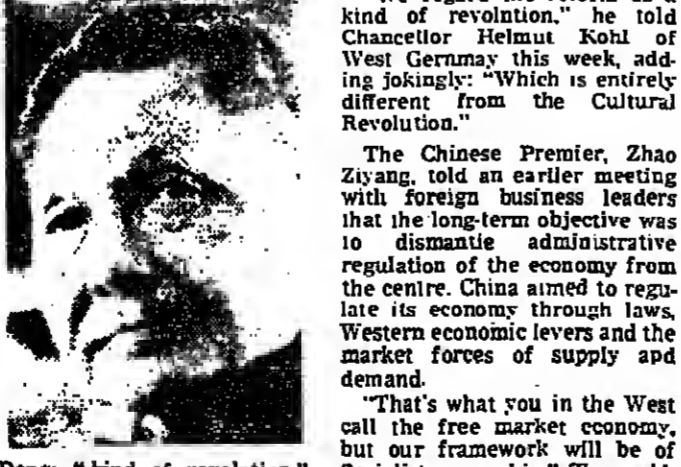 kind of revolntion," he told
Chancellor Helmut Kohl of
West Gernmay this week, add-
ing jokingly: "Which is entirely
different from the Cultural
Revolution."
The Chinese Premier, Zhao
Ziyang, told an earlier meeting
with foreign business leaders
that the long-term objective was
to dismantle administrative
regulation of the economy from
the centre. China aimed to regu-
late its economy through laws,
Western economic levers and the
market forces of supply and
demand.
"That's what you in the West
call the free market economy,
but our framework will be of
kind of revolution."